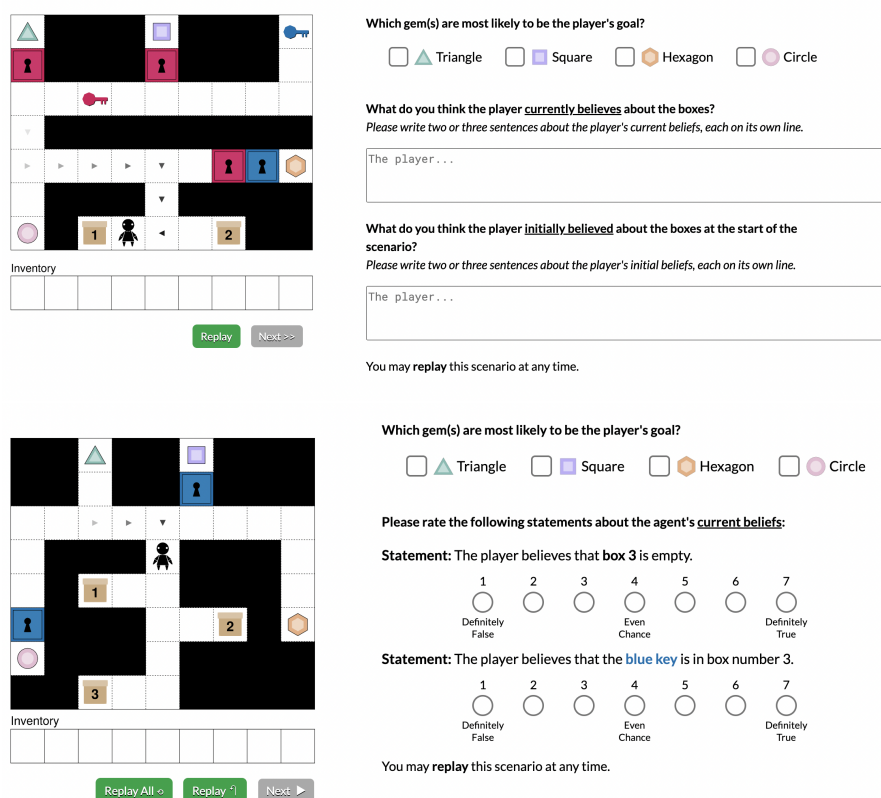 Which gem(s) are most likely to be the player's goal?
Triangle Square Hexagon Circle
What do you think the player currently believes about the boxes?
Please write two or three sentences about the player's current beliefs, each on its own line.
The player...
What do you think the player initially believed about the boxes at the start of the
scenario?
Please write two or three sentences about the player's initial beliefs, each on its own line.
The player...
You may replay this scenario at any time.
1
2
Inventory
Replay Next >>
Which gem(s) are most likely to be the player's goal?
Triangle Square Hexagon Circle
Please rate the following statements about the agent's current beliefs:
Statement: The player believes that box 3 is empty.
1 2 3 4 5 6 7
Definitely False Even Chance Definitely True
Statement: The player believes that the blue key is in box number 3.
1 2 3 4 5 6 7
Definitely False Even Chance Definitely True
You may replay this scenario at any time.
1
2
3
Inventory
Replay All Replay Next